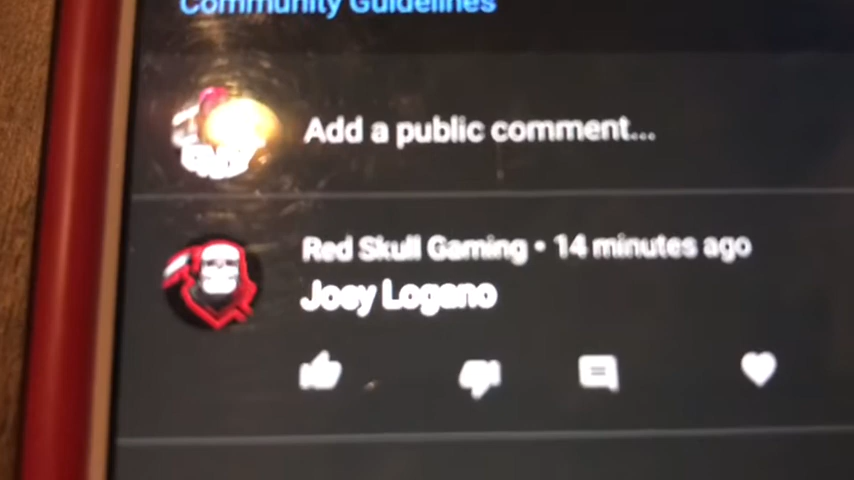 Community Guidelines
Add a public comment...
Red Skull Gaming • 14 minutes ago
Joey Logano